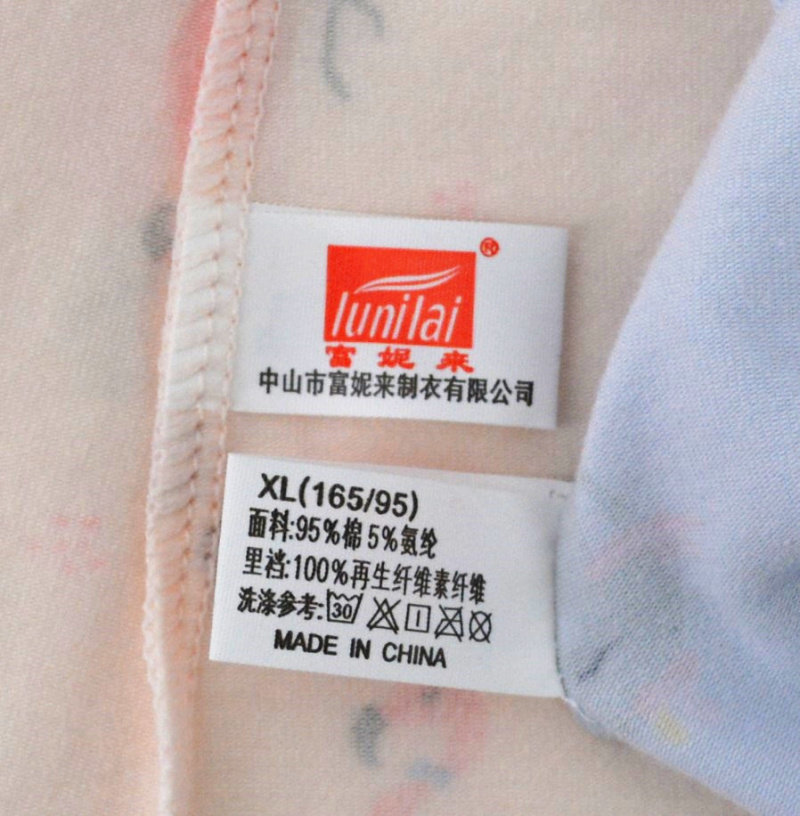 ®
lunilai
富妮来
中山市富妮来制衣有限公司
XL(165/95)
面料:95%棉 5%氨纶
里裆:100%再生纤维素纤维
洗涤参考: 30
MADE IN CHINA